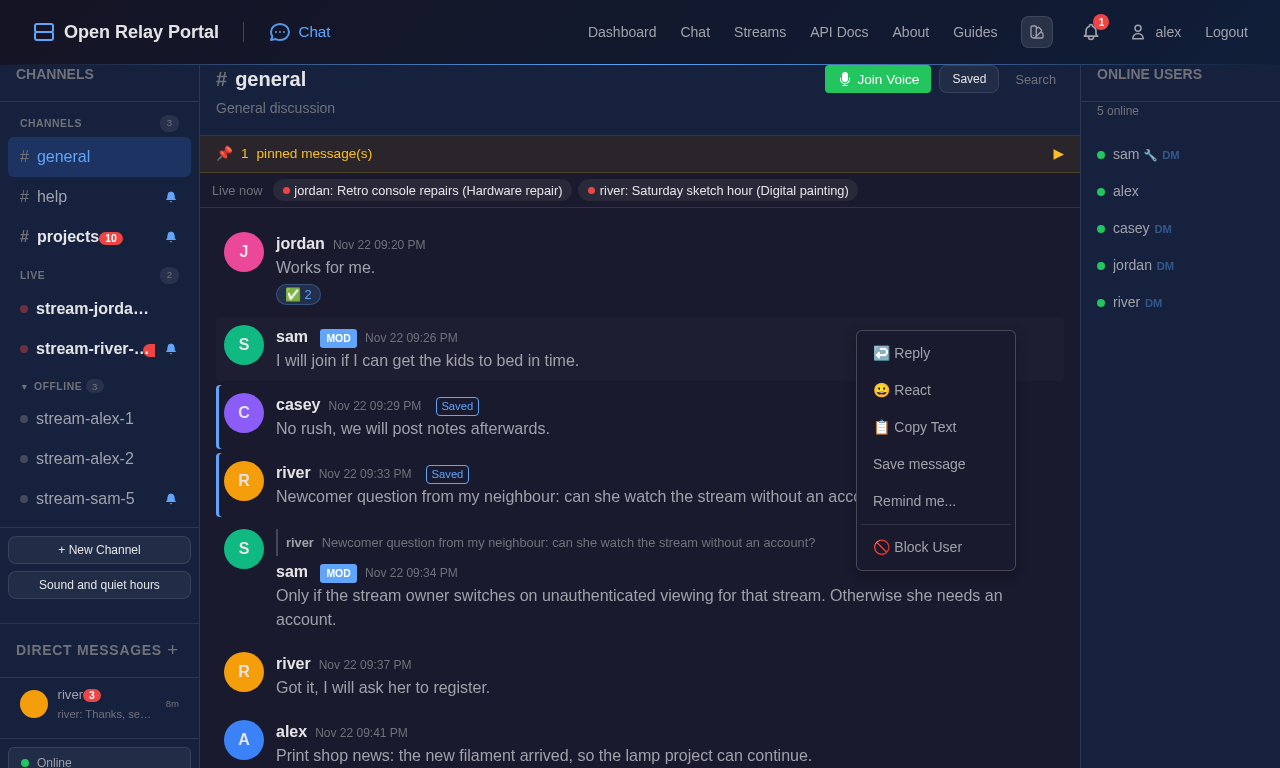 Open Relay Portal
Chat
Dashboard
Chat
Streams
API Docs
About
Guides
1
alex
Logout
CHANNELS
CHANNELS 3
# general
# help
# projects 10
LIVE 2
stream-jorda…
stream-river-…
▼ OFFLINE 3
stream-alex-1
stream-alex-2
stream-sam-5
+ New Channel
Sound and quiet hours
DIRECT MESSAGES +
river 3
river: Thanks, se…
8m
Online
# general
General discussion
Join Voice
Saved
Search
📌 1 pinned message(s) ▶
Live now
jordan: Retro console repairs (Hardware repair)
river: Saturday sketch hour (Digital painting)
J
jordan Nov 22 09:20 PM
Works for me.
✅ 2
S
sam MOD Nov 22 09:26 PM
I will join if I can get the kids to bed in time.
C
casey Nov 22 09:29 PM Saved
No rush, we will post notes afterwards.
R
river Nov 22 09:33 PM Saved
Newcomer question from my neighbour: can she watch the stream without an acco
S
river Newcomer question from my neighbour: can she watch the stream without an account?
sam MOD Nov 22 09:34 PM
Only if the stream owner switches on unauthenticated viewing for that stream. Otherwise she needs an
account.
R
river Nov 22 09:37 PM
Got it, I will ask her to register.
A
alex Nov 22 09:41 PM
Print shop news: the new filament arrived, so the lamp project can continue.
↩️ Reply
😀 React
📋 Copy Text
Save message
Remind me...
🚫 Block User
ONLINE USERS
5 online
sam 🔧 DM
alex
casey DM
jordan DM
river DM